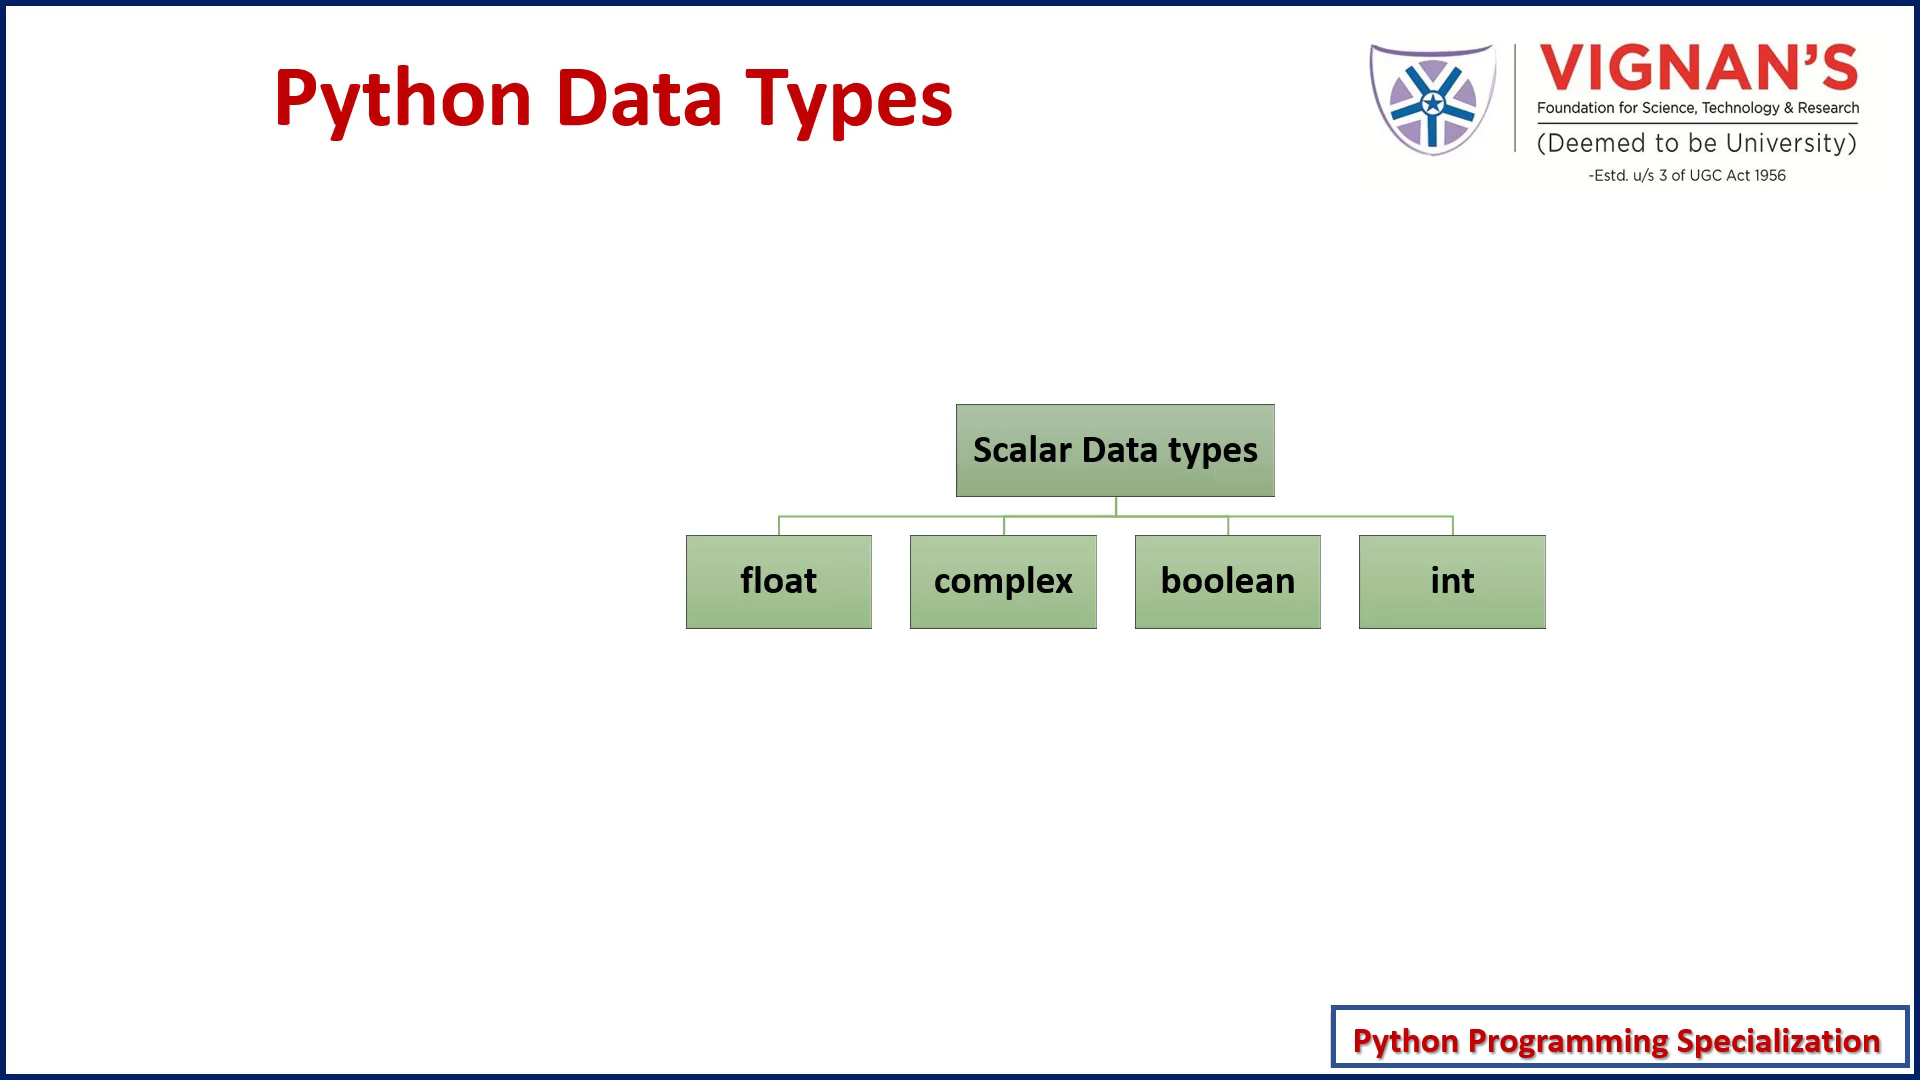 Python Data Types
VIGNAN'S
Foundation for Science, Technology & Research
(Deemed to be University)
-Estd. u/s 3 of UGC Act 1956
Scalar Data types
float
complex
boolean
int
Python Programming Specialization